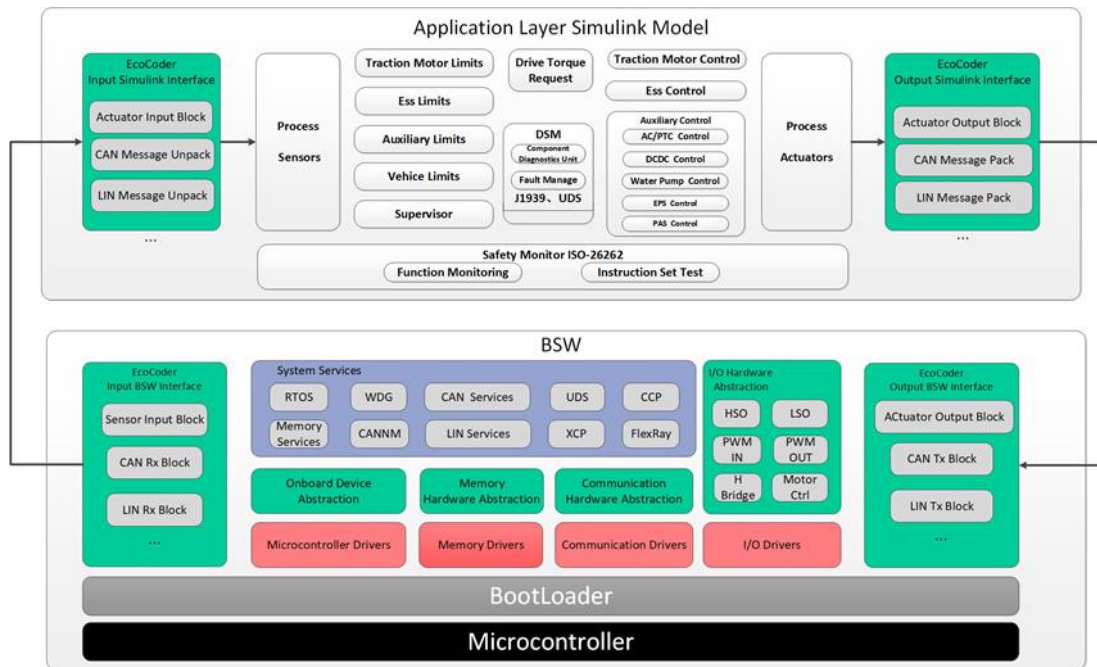 Application Layer Simulink Model
EcoCoder
Input Simulink Interface
Actuator Input Block
CAN Message Unpack
LIN Message Unpack
...
Process
Sensors
Traction Motor Limits
Ess Limits
Auxiliary Limits
Vehice Limits
Supervisor
Drive Torque
Request
DSM
Component
Diagnostics Unit
Fault Manage
J1939、UDS
Traction Motor Control
Ess Control
Auxiliary Control
AC/PTC Control
DCDC Control
Water Pump Control
EPS Control
PAS Control
Process
Actuators
EcoCoder
Output Simulink Interface
Actuator Output Block
CAN Message Pack
LIN Message Pack
...
Safety Monitor ISO-26262
Function Monitoring
Instruction Set Test
BSW
EcoCoder
Input BSW Interface
Sensor Input Block
CAN Rx Block
LIN Rx Block
...
System Services
RTOS
WDG
CAN Services
UDS
CCP
Memory
Services
CANNM
LIN Services
XCP
FlexRay
Onboard Device
Abstraction
Memory
Hardware Abstraction
Communication
Hardware Abstraction
I/O Hardware
Abstraction
HSO
LSO
PWM
IN
PWM
OUT
H
Bridge
Motor
Ctrl
Microcontroller Drivers
Memory Drivers
Communication Drivers
I/O Drivers
EcoCoder
Output BSW Interface
ACtuator Output Block
CAN Tx Block
LIN Tx Block
...
BootLoader
Microcontroller